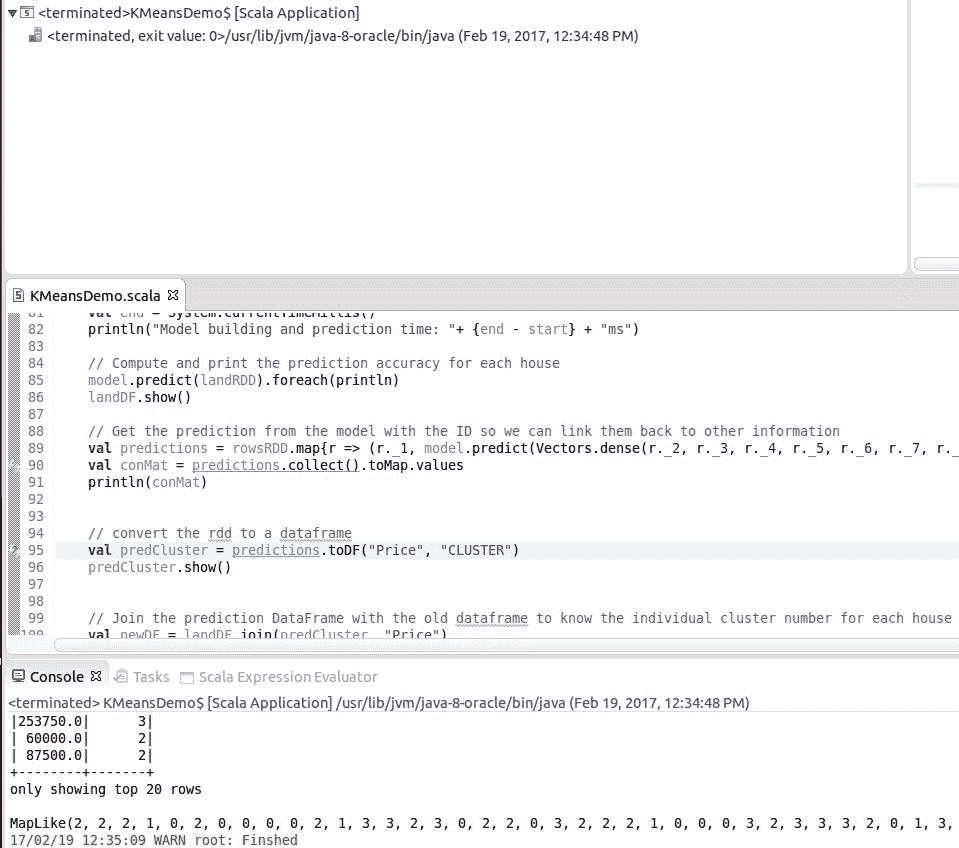 <terminated>KMeansDemo$ [Scala Application]
<terminated, exit value: 0>/usr/lib/jvm/java-8-oracle/bin/java (Feb 19, 2017, 12:34:48 PM)
KMeansDemo.scala
81 val end = System.currentTimeMillis()
82 println("Model building and prediction time: "+ {end - start} + "ms")
83
84 // Compute and print the prediction accuracy for each house
85 model.predict(landRDD).foreach(println)
86 landDF.show()
87
88 // Get the prediction from the model with the ID so we can link them back to other information
89 val predictions = rowsRDD.map{r => (r._1, model.predict(Vectors.dense(r._2, r._3, r._4, r._5, r._6, r._7, r._
90 val conMat = predictions.collect().toMap.values
91 println(conMat)
92
93
94 // convert the rdd to a dataframe
95 val predCluster = predictions.toDF("Price", "CLUSTER")
96 predCluster.show()
97
98
99 // Join the prediction DataFrame with the old dataframe to know the individual cluster number for each house
100 val newDF = landDF.join(predCluster, "Price")
Console Tasks Scala Expression Evaluator
<terminated> KMeansDemo$ [Scala Application] /usr/lib/jvm/java-8-oracle/bin/java (Feb 19, 2017, 12:34:48 PM)
|253750.0| 3|
| 60000.0| 2|
| 87500.0| 2|
+--------+-------+
only showing top 20 rows
MapLike(2, 2, 2, 1, 0, 2, 0, 0, 0, 0, 2, 1, 3, 3, 2, 3, 0, 2, 2, 0, 3, 2, 2, 2, 1, 0, 0, 0, 3, 2, 3, 3, 3, 2, 0, 1, 3,
17/02/19 12:35:09 WARN root: Finshed